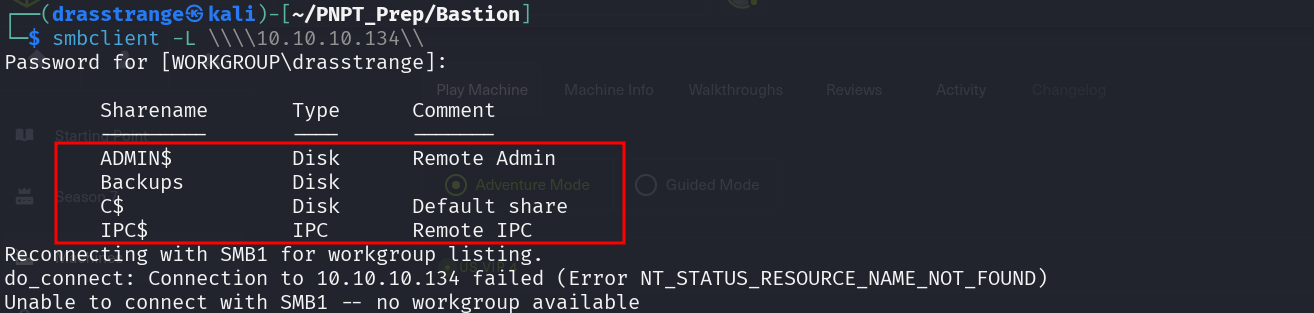 ┌──(drasstrange㉿kali)-[~/PNPT_Prep/Bastion]
└─$ smbclient -L \\\\10.10.10.134\\
Password for [WORKGROUP\drasstrange]:
Play Machine Machine Info Walkthroughs Reviews Activity Changelog
Sharename Type Comment
Starting Point
--------- ---- -------
ADMIN$ Disk Remote Admin
Backups Disk
Season
Adventure Mode Guided Mode
C$ Disk Default share
IPC$ IPC Remote IPC
Reconnecting with SMB1 for workgroup listing.
do_connect: Connection to 10.10.10.134 failed (Error NT_STATUS_RESOURCE_NAME_NOT_FOUND)
Unable to connect with SMB1 -- no workgroup available